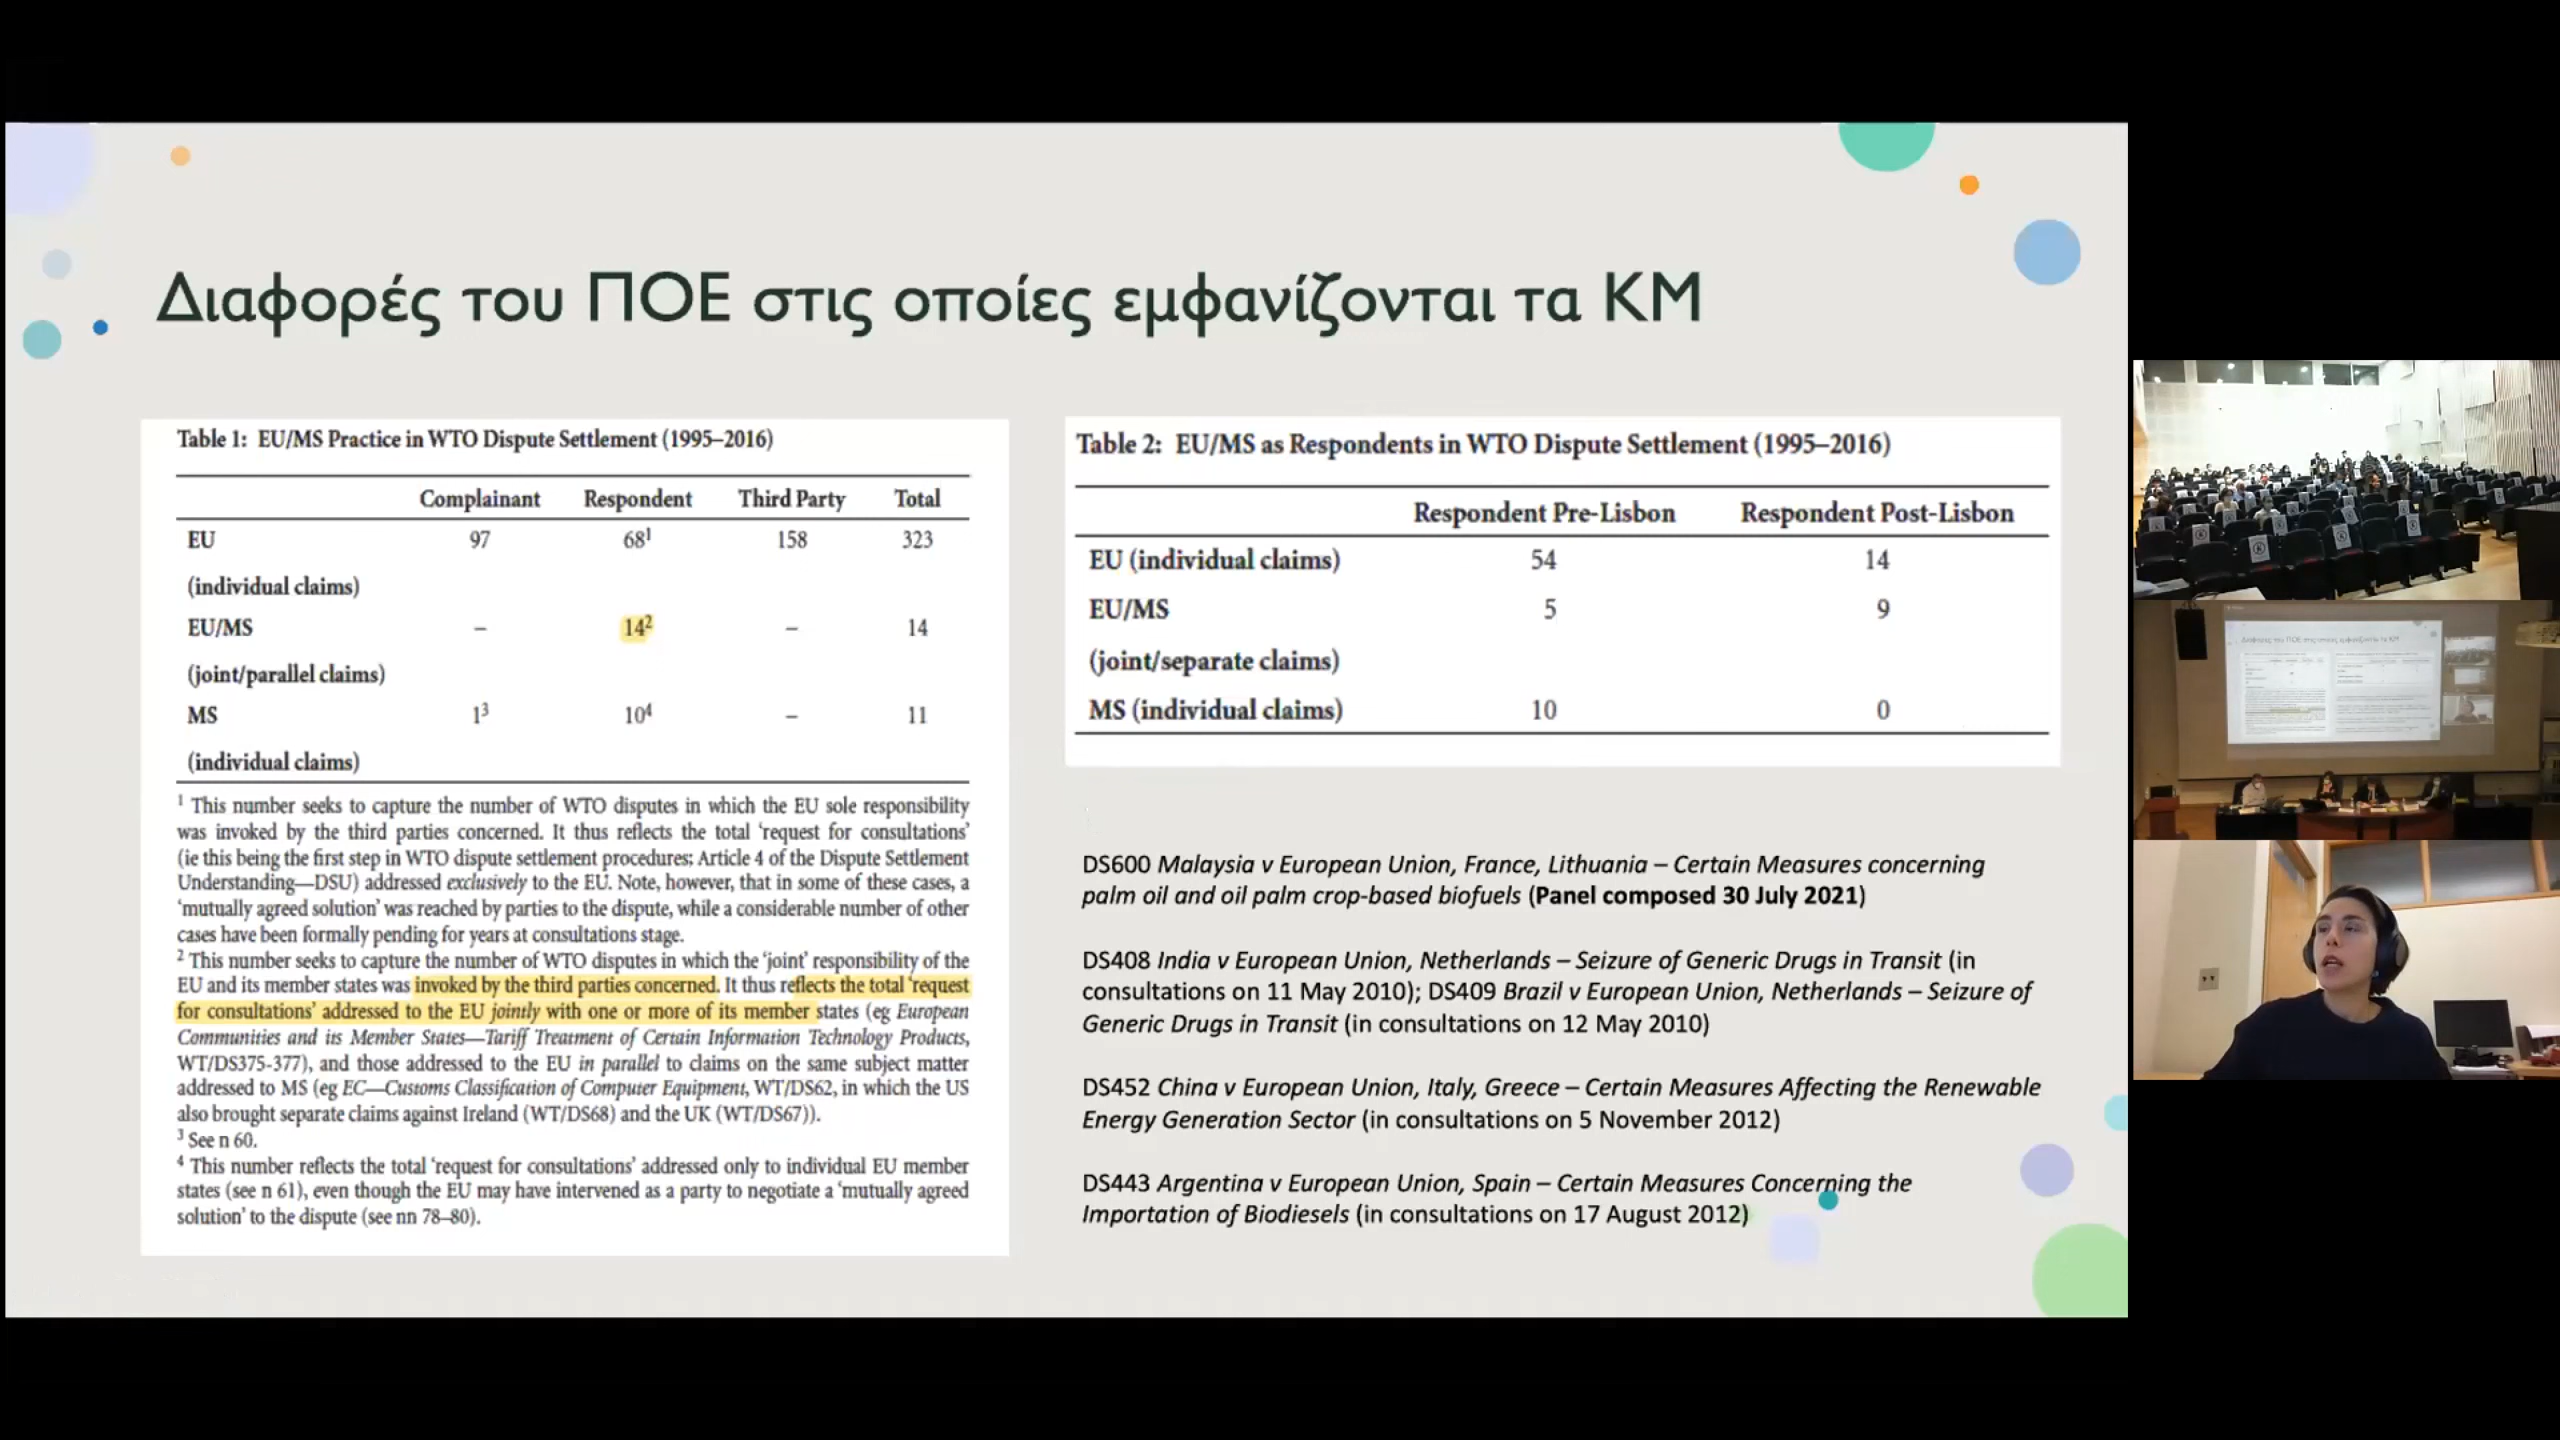 Διαφορές του ΠΟΕ στις οποίες εμφανίζονται τα ΚΜ
Table 1: EU/MS Practice in WTO Dispute Settlement (1995–2016)
Complainant Respondent Third Party Total
EU 97 68¹ 158 323
(individual claims)
EU/MS – 14² – 14
(joint/parallel claims)
MS 1³ 10⁴ – 11
(individual claims)
¹ This number seeks to capture the number of WTO disputes in which the EU sole responsibility
was invoked by the third parties concerned. It thus reflects the total ‘request for consultations’
(ie this being the first step in WTO dispute settlement procedures: Article 4 of the Dispute Settlement
Understanding—DSU) addressed exclusively to the EU. Note, however, that in some of these cases, a
‘mutually agreed solution’ was reached by parties to the dispute, while a considerable number of other
cases have been formally pending for years at consultations stage.
² This number seeks to capture the number of WTO disputes in which the ‘joint’ responsibility of the
EU and its member states was invoked by the third parties concerned. It thus reflects the total ‘request
for consultations’ addressed to the EU jointly with one or more of its member states (eg European
Communities and its Member States—Tariff Treatment of Certain Information Technology Products,
WT/DS375-377), and those addressed to the EU in parallel to claims on the same subject matter
addressed to MS (eg EC—Customs Classification of Computer Equipment, WT/DS62, in which the US
also brought separate claims against Ireland (WT/DS68) and the UK (WT/DS67)).
³ See n 60.
⁴ This number reflects the total ‘request for consultations’ addressed only to individual EU member
states (see n 61), even though the EU may have intervened as a party to negotiate a ‘mutually agreed
solution’ to the dispute (see nn 78–80).
Table 2: EU/MS as Respondents in WTO Dispute Settlement (1995–2016)
Respondent Pre-Lisbon Respondent Post-Lisbon
EU (individual claims) 54 14
EU/MS 5 9
(joint/separate claims)
MS (individual claims) 10 0
DS600 Malaysia v European Union, France, Lithuania – Certain Measures concerning
palm oil and oil palm crop-based biofuels (Panel composed 30 July 2021)
DS408 India v European Union, Netherlands – Seizure of Generic Drugs in Transit (in
consultations on 11 May 2010); DS409 Brazil v European Union, Netherlands – Seizure of
Generic Drugs in Transit (in consultations on 12 May 2010)
DS452 China v European Union, Italy, Greece – Certain Measures Affecting the Renewable
Energy Generation Sector (in consultations on 5 November 2012)
DS443 Argentina v European Union, Spain – Certain Measures Concerning the
Importation of Biodiesels (in consultations on 17 August 2012)
Διαφορές του ΠΟΕ στις οποίες εμφανίζονται τα ΚΜ